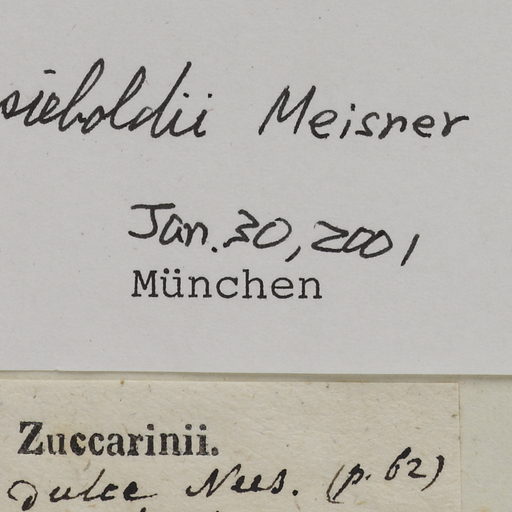 sieboldii Meisner
Jan. 30, 2001
München
Zuccarinii.
dulce Nees. (p. 62)